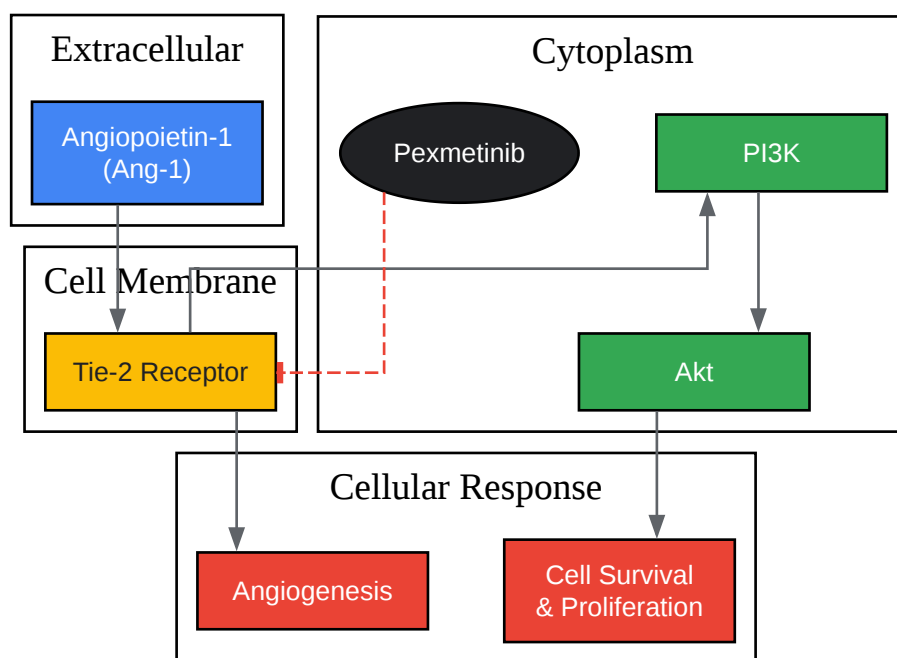 Extracellular
Angiopoietin-1
(Ang-1)
Cytoplasm
Pexmetinib
PI3K
Cell Membrane
Tie-2 Receptor
Akt
Cellular Response
Angiogenesis
Cell Survival
& Proliferation